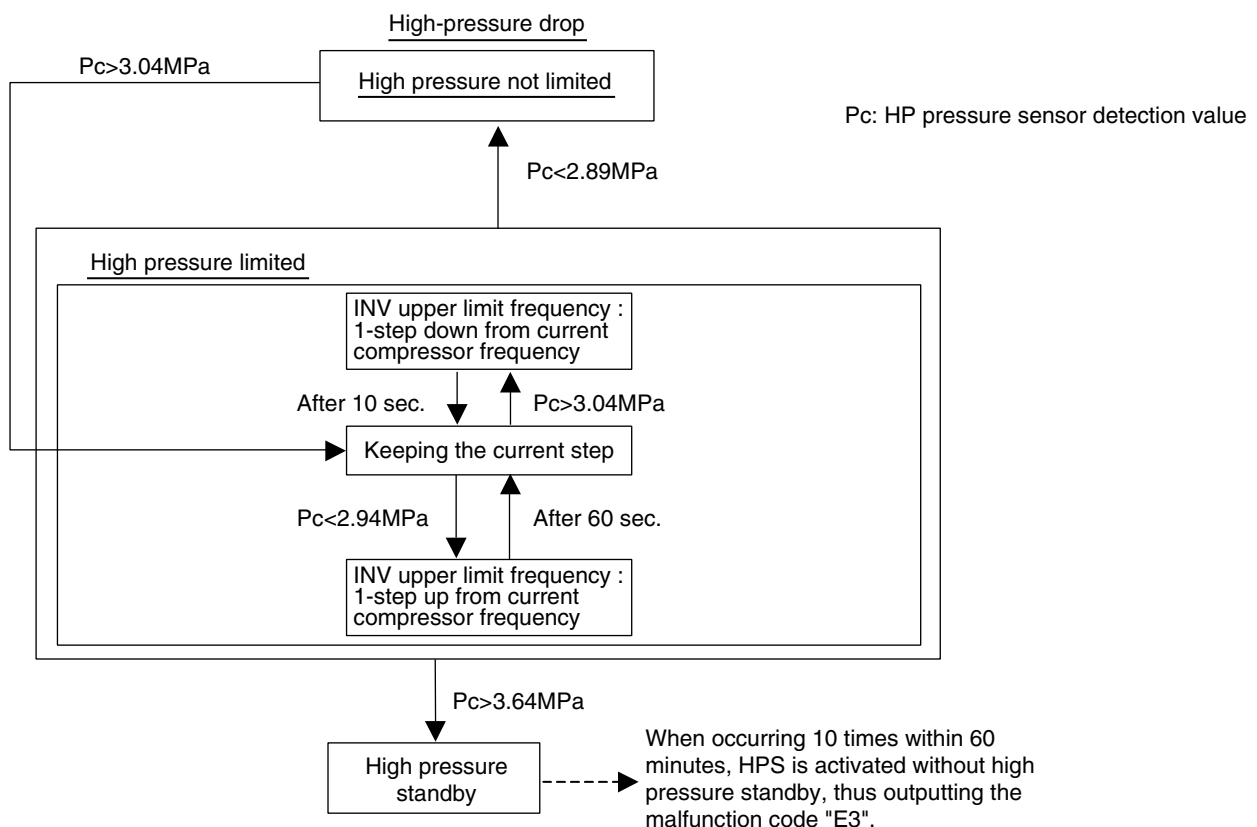 High-pressure drop
Pc>3.04MPa
High pressure not limited
Pc: HP pressure sensor detection value
Pc<2.89MPa
High pressure limited
INV upper limit frequency :
1-step down from current
compressor frequency
After 10 sec.
Pc>3.04MPa
Keeping the current step
Pc<2.94MPa
After 60 sec.
INV upper limit frequency :
1-step up from current
compressor frequency
Pc>3.64MPa
High pressure
standby
When occurring 10 times within 60
minutes, HPS is activated without high
pressure standby, thus outputting the
malfunction code "E3".